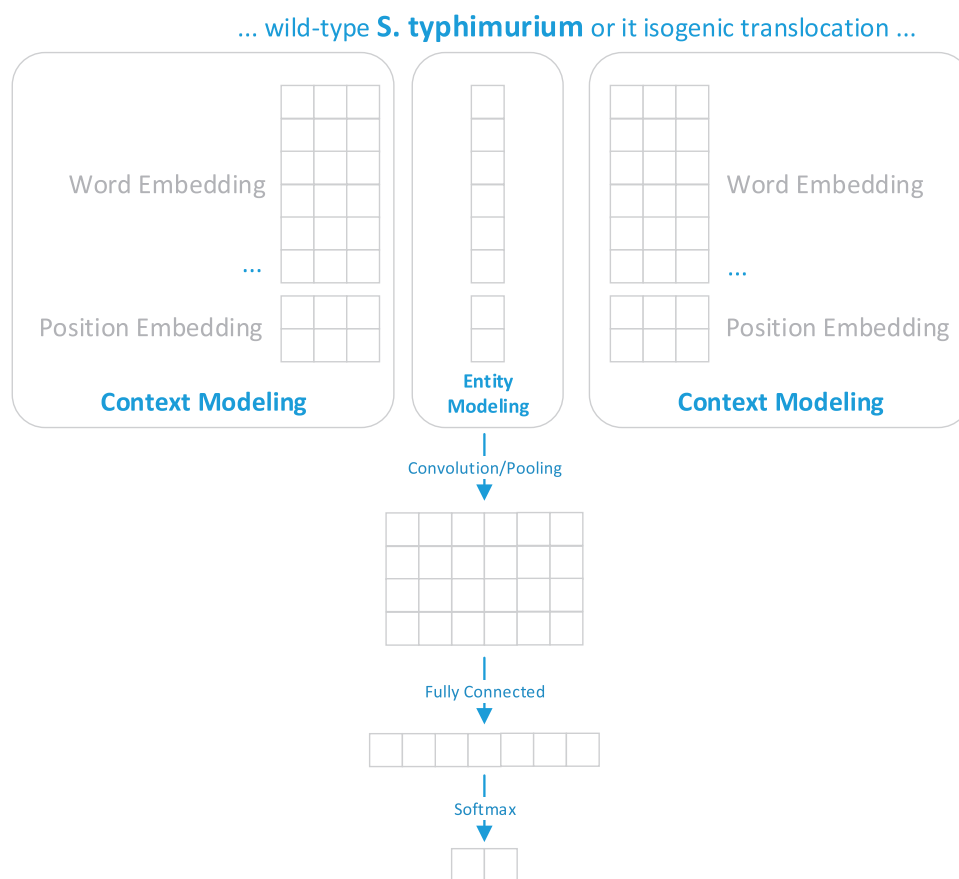 ... wild-type S. typhimurium or it isogenic translocation ...
Word Embedding
...
Position Embedding
Context Modeling
Entity
Modeling
Word Embedding
...
Position Embedding
Context Modeling
Convolution/Pooling
Fully Connected
Softmax